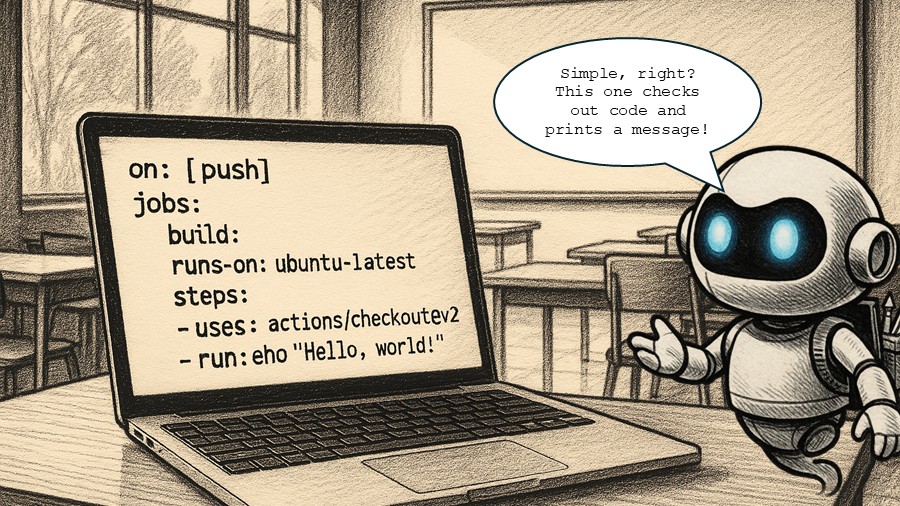 Simple, right?
This one checks
out code and
prints a message!
on: [push]
jobs:
build:
runs-on: ubuntu-latest
steps:
- uses: actions/checkoutev2
- run: eho "Hello, world!"